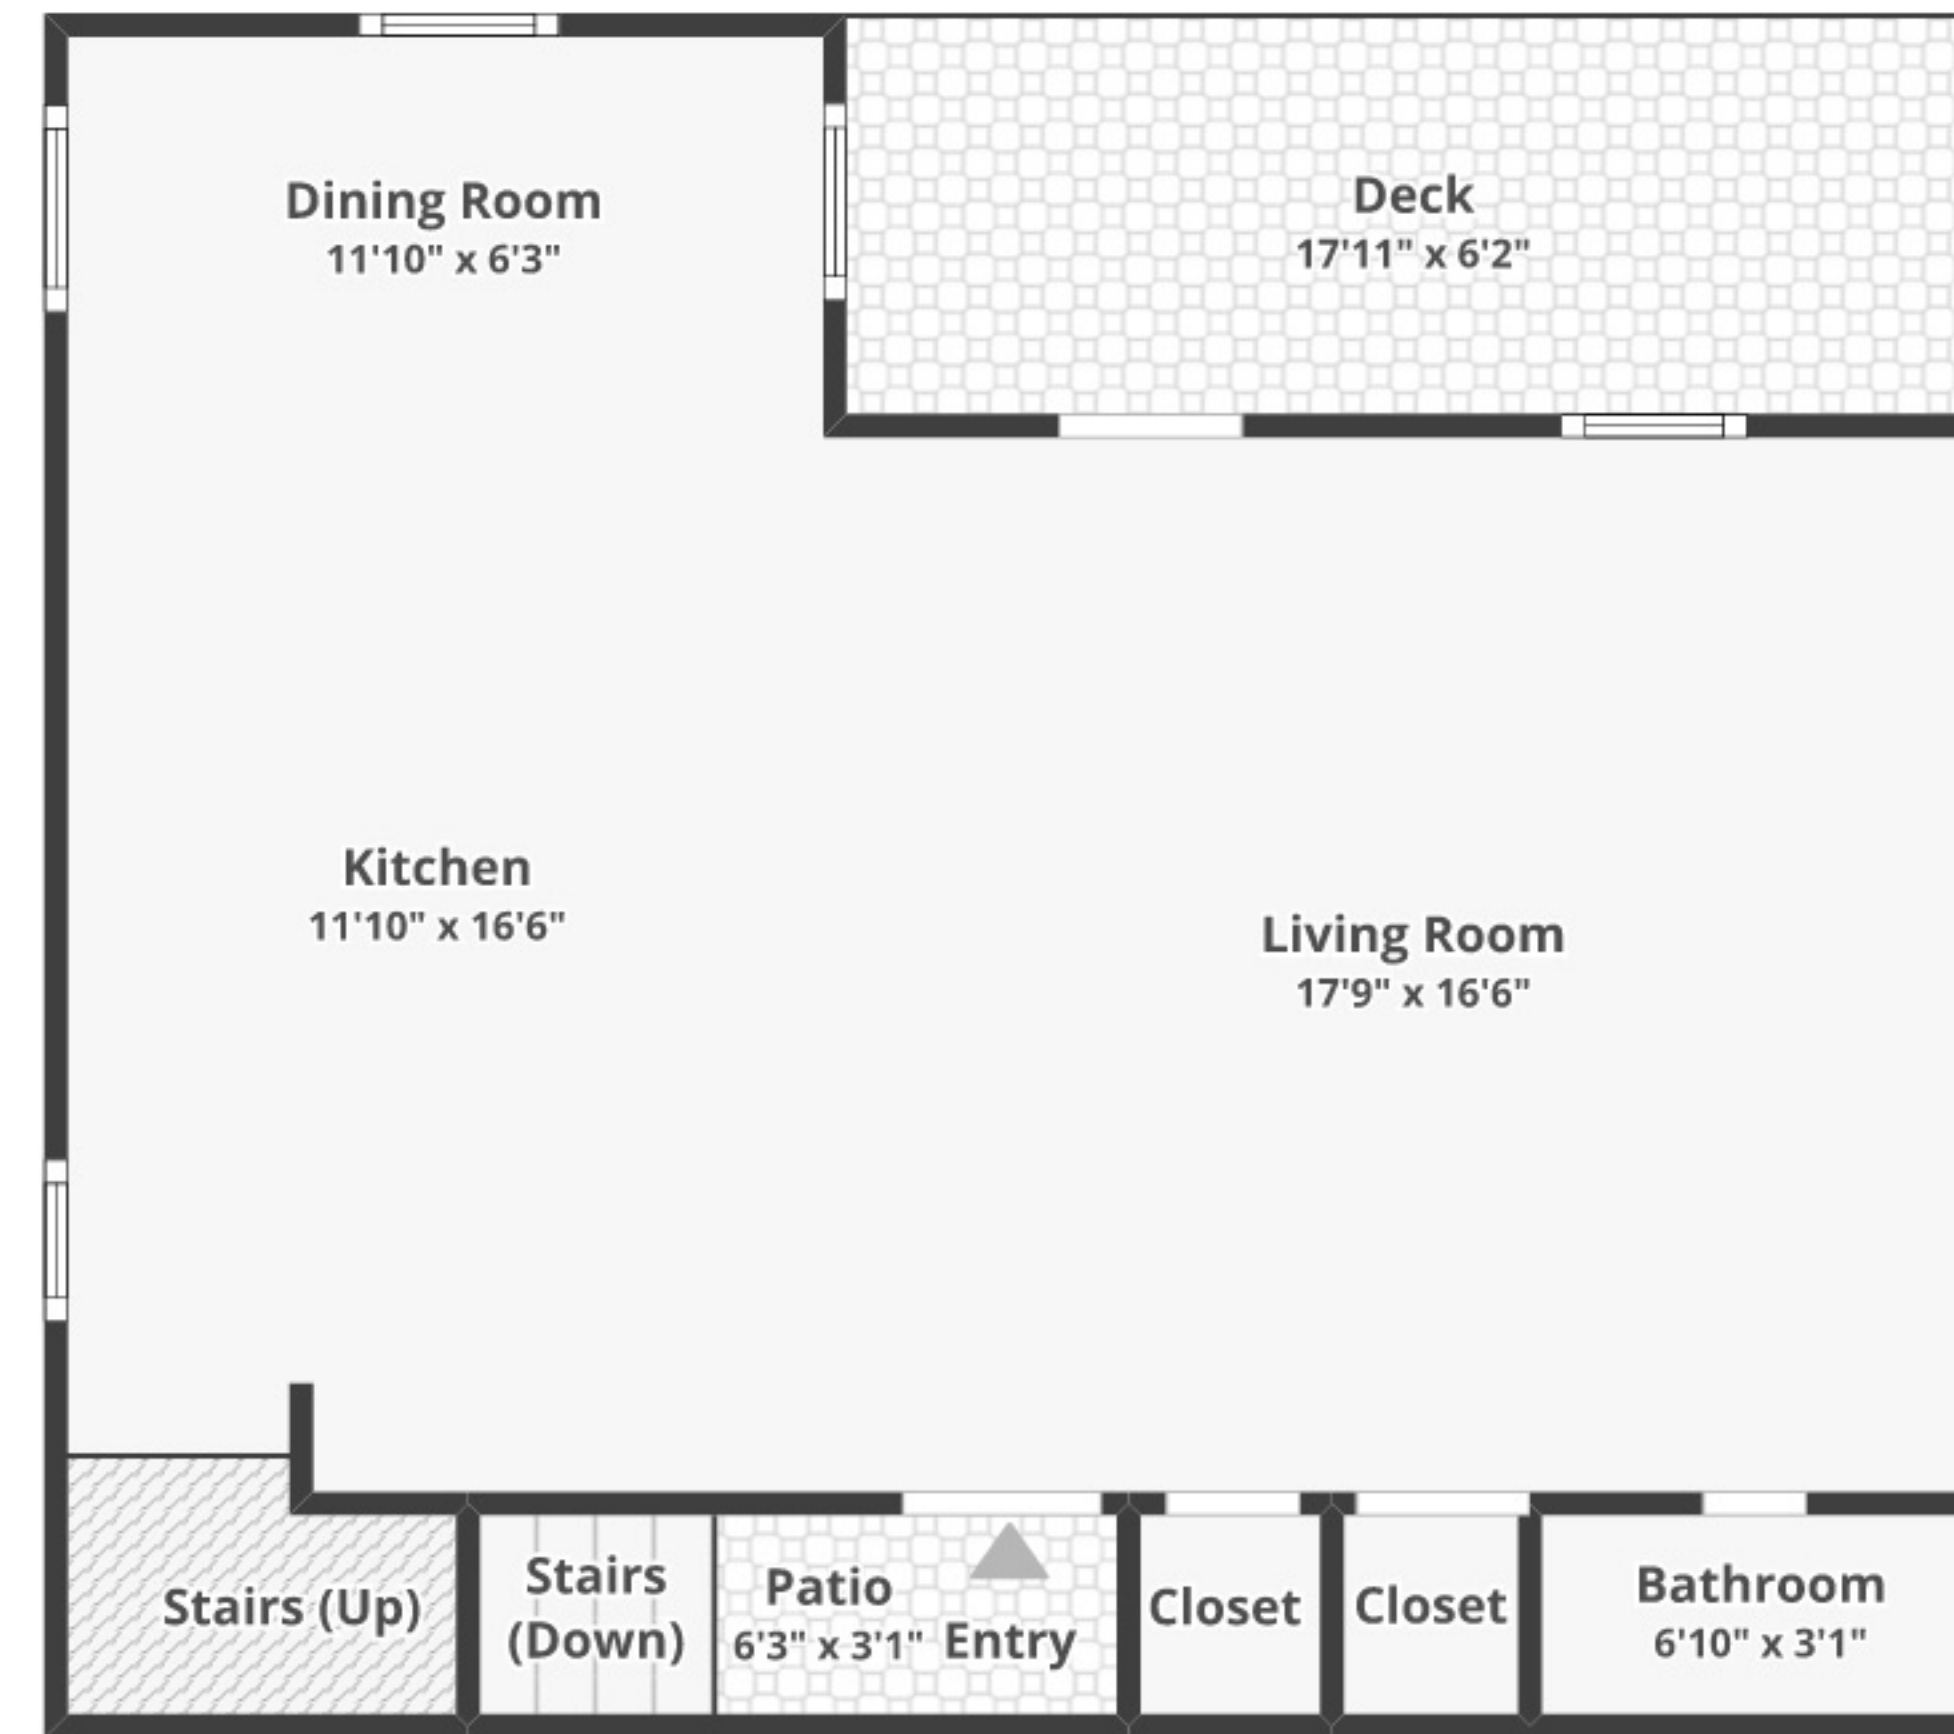 Dining Room
11'10" x 6'3"
Deck
17'11" x 6'2"
Kitchen
11'10" x 16'6"
Living Room
17'9" x 16'6"
Stairs (Up)
Stairs
(Down)
Patio
6'3" x 3'1"
Entry
Closet
Closet
Bathroom
6'10" x 3'1"